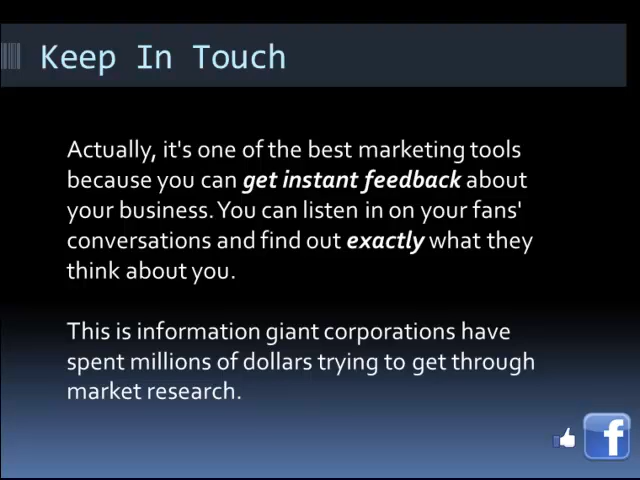 Keep In Touch
Actually, it's one of the best marketing tools
because you can get instant feedback about
your business. You can listen in on your fans'
conversations and find out exactly what they
think about you.
This is information giant corporations have
spent millions of dollars trying to get through
market research.
f